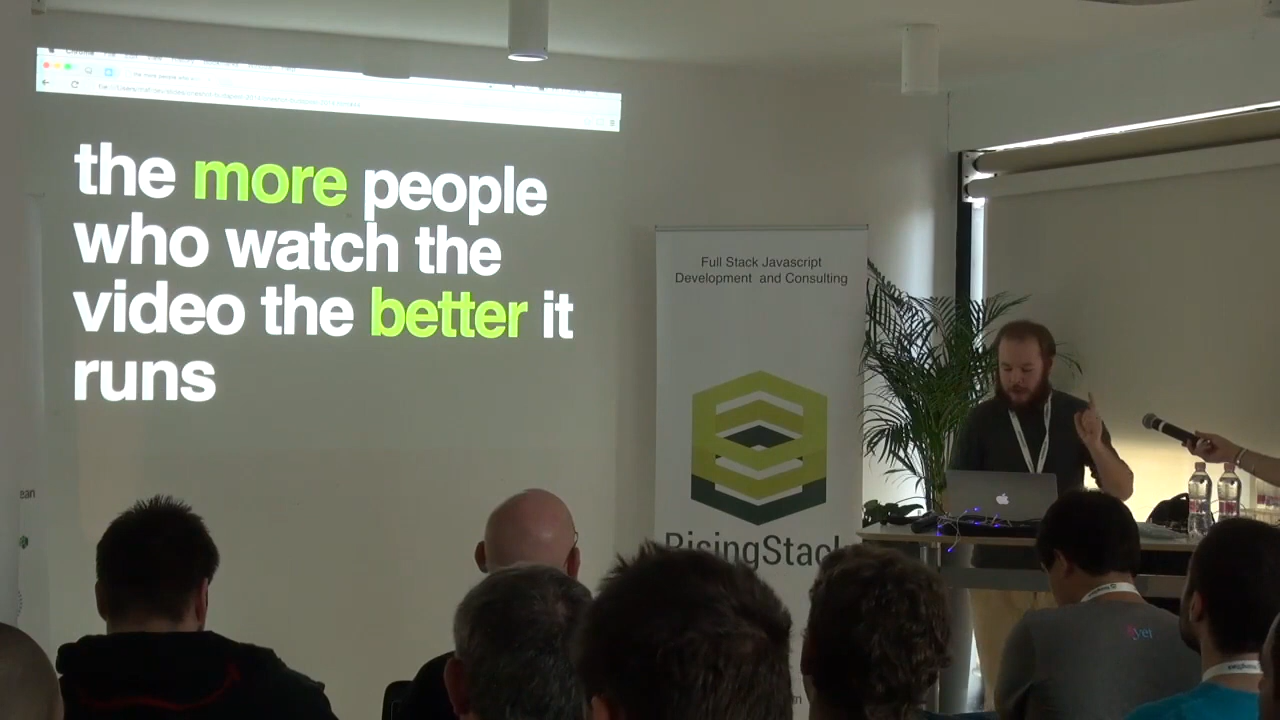 the more people
who watch the
video the better it
runs
Full Stack Javascript
Development and Consulting
RisingStack